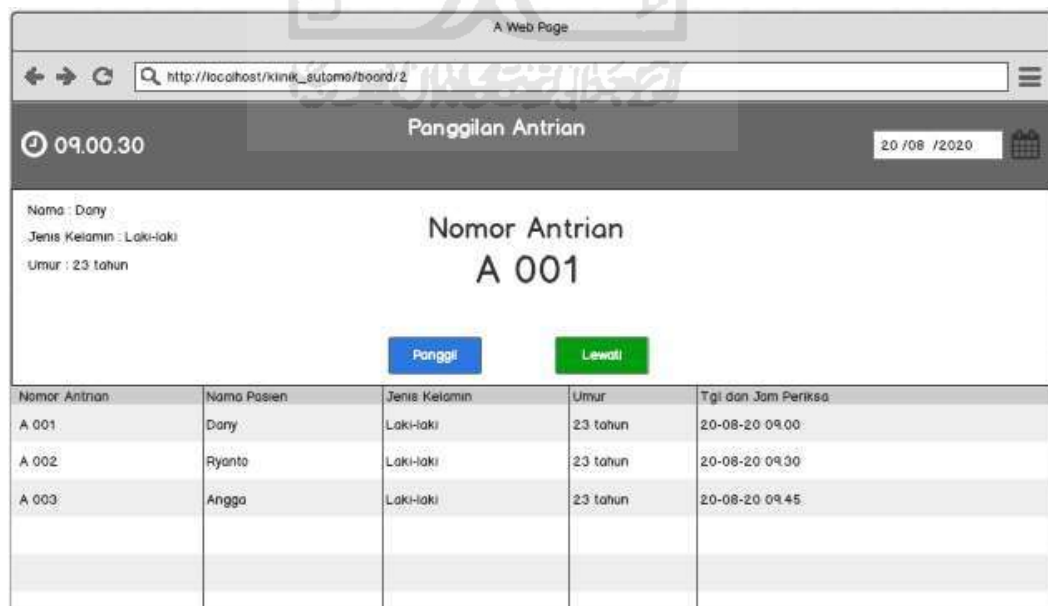 A Web Page
http://localhost/klinik_sutomo/board/2
09.00.30
Panggilan Antrian
20 /08 /2020
Nama : Dany
Jenis Kelamin : Laki-laki
Umur : 23 tahun
Nomor Antrian
A 001
Panggil
Lewati
Nomor Antrian Nama Pasien Jenis Kelamin Umur Tgl dan Jam Periksa
A 001 Dany Laki-laki 23 tahun 20-08-20 09.00
A 002 Ryanto Laki-laki 23 tahun 20-08-20 09.30
A 003 Angga Laki-laki 23 tahun 20-08-20 09.45